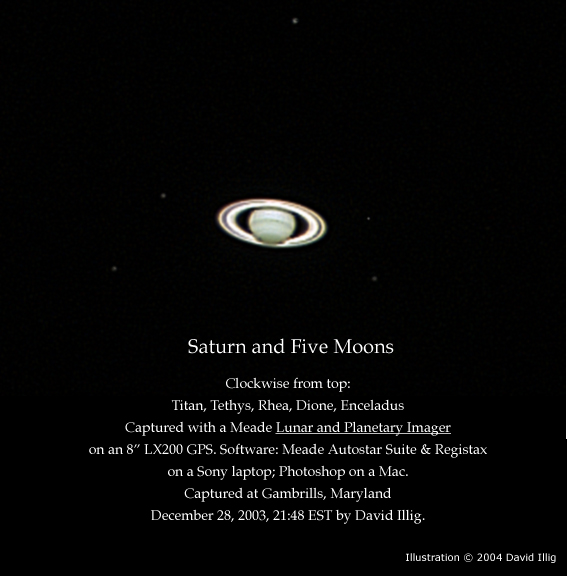 Saturn and Five Moons
Clockwise from top:
Titan, Tethys, Rhea, Dione, Enceladus
Captured with a Meade Lunar and Planetary Imager
on an 8” LX200 GPS. Software: Meade Autostar Suite & Registax
on a Sony laptop; Photoshop on a Mac.
Captured at Gambrills, Maryland
December 28, 2003, 21:48 EST by David Illig.
Illustration © 2004 David Illig